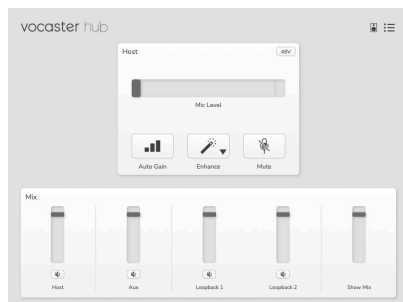 vocaster hub
Host
48V
Mic Level
Auto Gain
Enhance
Mute
Mix
Host
Aux
Loopback 1
Loopback 2
Show Mix